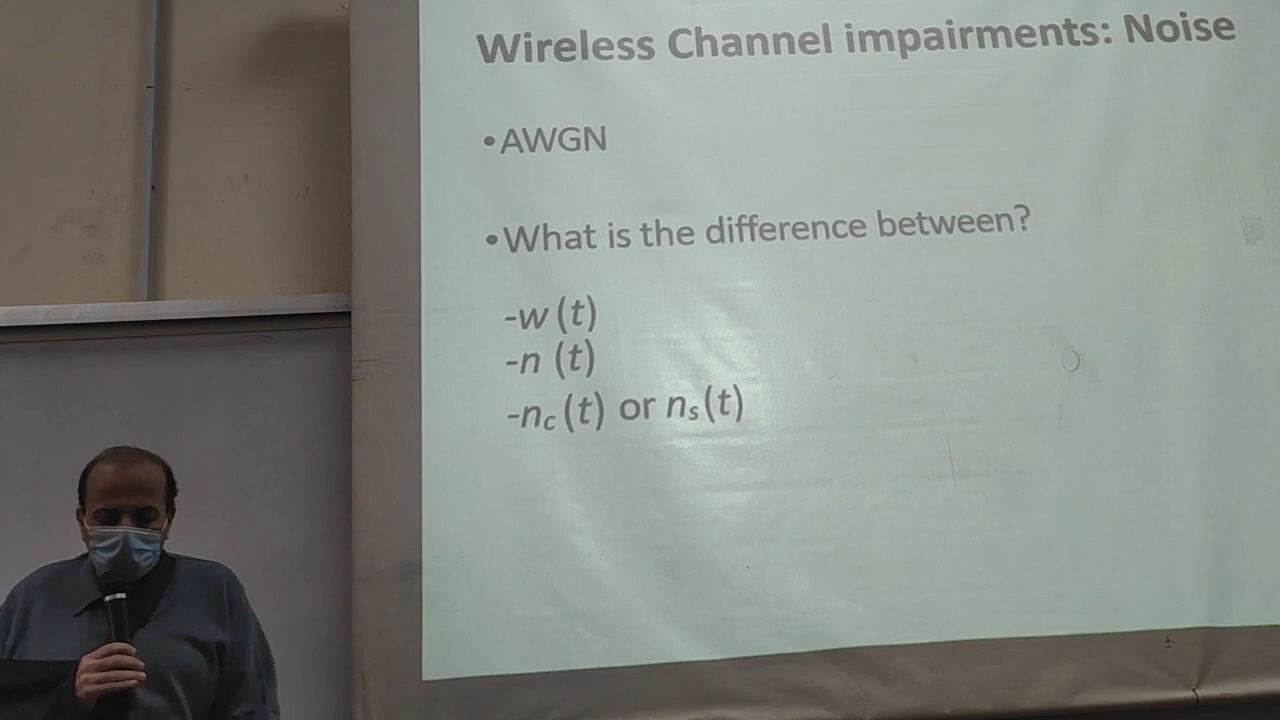 Wireless Channel impairments: Noise
•AWGN
•What is the difference between?
-w (t)
-n (t)
-nc (t) or ns (t)